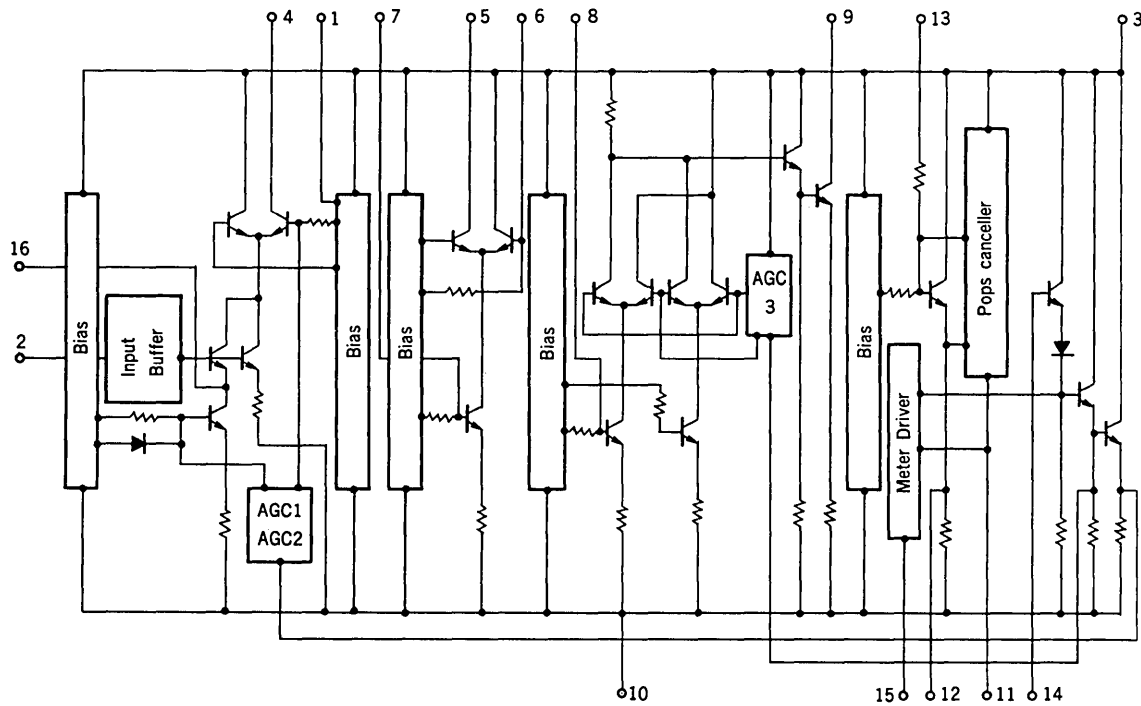 4
1
7
5
6
8
9
13
3
16
2
Bias
Input
Buffer
AGC1
AGC2
Bias
Bias
Bias
AGC
3
Bias
Pops canceller
Meter Driver
10
15
12
11
14